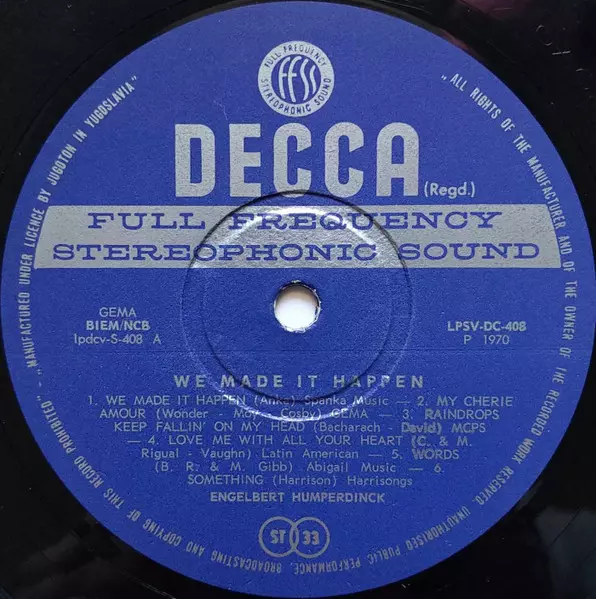 FULL FREQUENCY
ffss
STEREOPHONIC SOUND
DECCA
(Regd.)
FULL FREQUENCY
STEREOPHONIC SOUND
GEMA
BIEM/NCB
lpdcv-S-408 A
LPSV-DC-408
P 1970
WE MADE IT HAPPEN
1. WE MADE IT HAPPEN (Anka) Spanka Music — 2. MY CHERIE
AMOUR (Wonder - Moy - Cosby) GEMA — 3. RAINDROPS
KEEP FALLIN' ON MY HEAD (Bacharach - David) MCPS
— 4. LOVE ME WITH ALL YOUR HEART (C. & M.
Rigual - Vaughn) Latin American — 5. WORDS
(B. R. & M. Gibb) Abigail Music — 6.
SOMETHING (Harrison) Harrisongs
ENGELBERT HUMPERDINCK
ST 33
"ALL RIGHTS OF THE MANUFACTURER AND OF THE OWNER OF THE RECORDED WORK RESERVED. UNAUTHORISED PUBLIC PERFORMANCE, BROADCASTING AND COPYING OF THIS RECORD PROHIBITED" - "MANUFACTURED UNDER LICENCE BY JUGOTON IN YUGOSLAVIA"